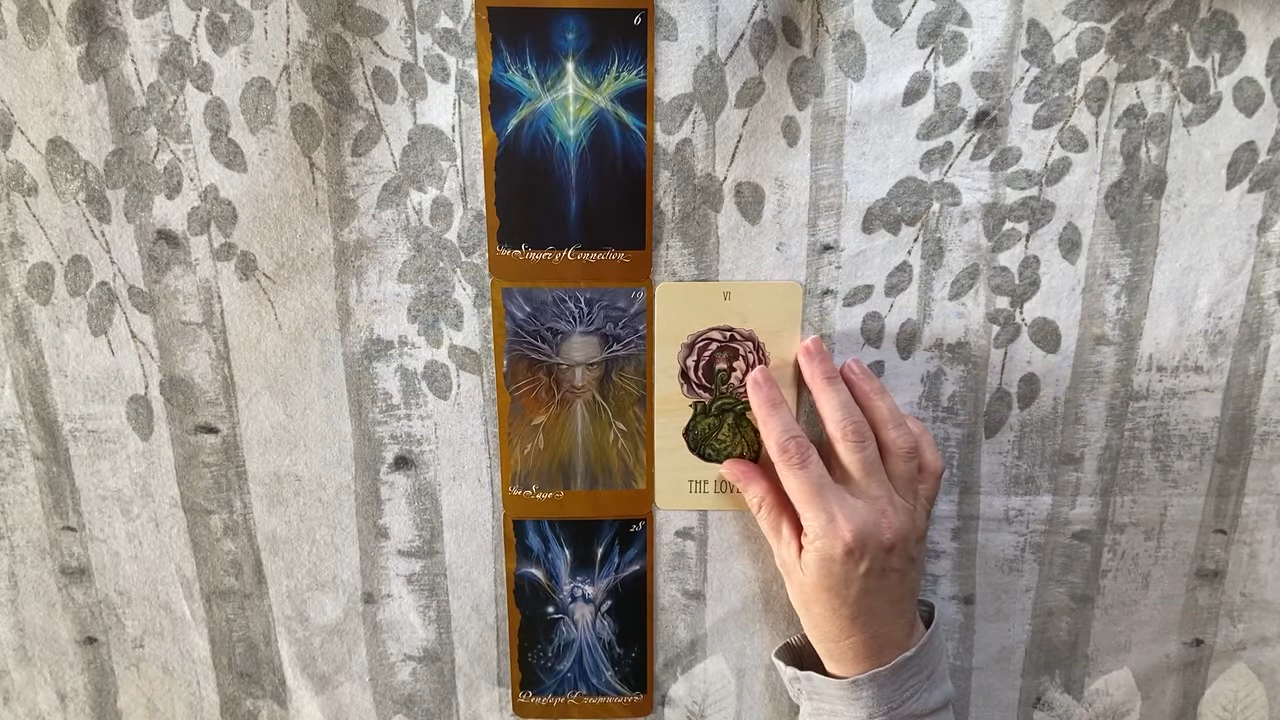 6
the Singer of Connection
19
the Sage
28
Penelope Dreamweaver
VI
THE LOVE